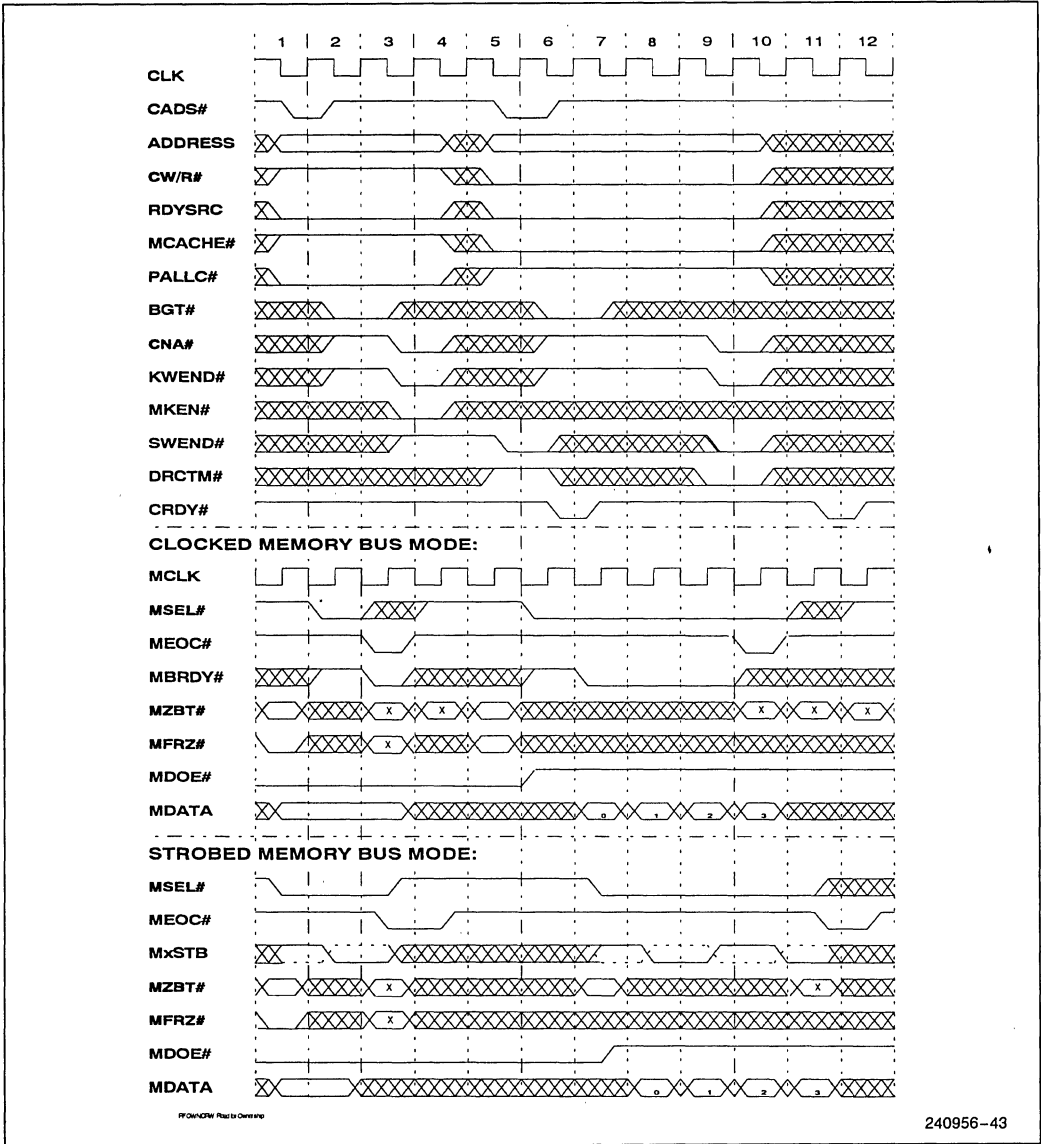 1 2 3 4 5 6 7 8 9 10 11 12
CLK
CADS#
ADDRESS
CW/R#
RDYSRC
MCACHE#
PALLC#
BGT#
CNA#
KWEND#
MKEN#
SWEND#
DRCTM#
CRDY#
CLOCKED MEMORY BUS MODE:
MCLK
MSEL#
MEOC#
MBRDY#
MZBT# x x x x x
MFRZ# x
MDOE#
MDATA 0 1 2 3
STROBED MEMORY BUS MODE:
MSEL#
MEOC#
MxSTB
MZBT# x x
MFRZ# x
MDOE#
MDATA 0 1 2 3
Ownership
240956-43